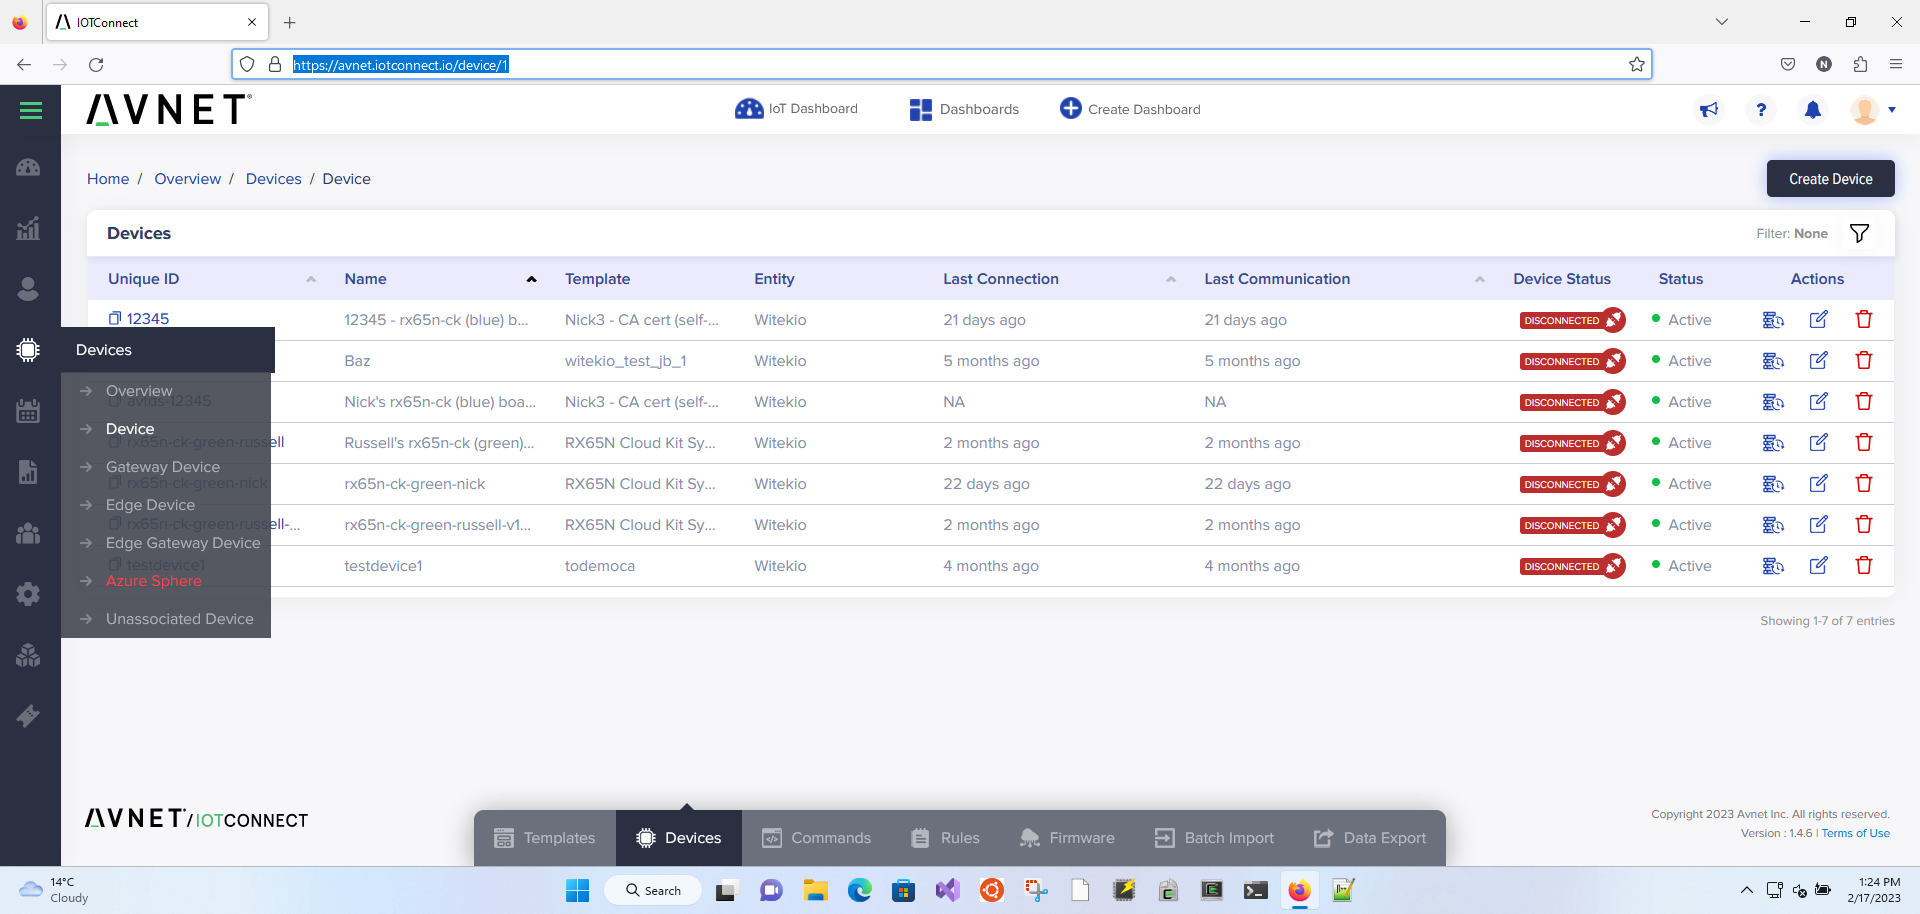 IOTConnect
https://avnet.iotconnect.io/device/1
N
AVNET
IoT Dashboard
Dashboards
Create Dashboard
?
Home / Overview / Devices / Device
Create Device
Devices
Filter: None
Unique ID Name Template Entity Last Connection Last Communication Device Status Status Actions
12345 12345 - rx65n-ck (blue) b... Nick3 - CA cert (self-... Witekio 21 days ago 21 days ago DISCONNECTED Active
Baz witekio_test_jb_1 Witekio 5 months ago 5 months ago DISCONNECTED Active
avtds-12345 Nick's rx65n-ck (blue) boa... Nick3 - CA cert (self-... Witekio NA NA DISCONNECTED Active
rx65n-ck-green-russell Russell's rx65n-ck (green)... RX65N Cloud Kit Sy... Witekio 2 months ago 2 months ago DISCONNECTED Active
rx65n-ck-green-nick rx65n-ck-green-nick RX65N Cloud Kit Sy... Witekio 22 days ago 22 days ago DISCONNECTED Active
rx65n-ck-green-russell-... rx65n-ck-green-russell-v1... RX65N Cloud Kit Sy... Witekio 2 months ago 2 months ago DISCONNECTED Active
testdevice1 testdevice1 todemoca Witekio 4 months ago 4 months ago DISCONNECTED Active
Devices
Overview
Device
Gateway Device
Edge Device
Edge Gateway Device
Azure Sphere
Unassociated Device
Showing 1-7 of 7 entries
AVNET / IOTCONNECT
Templates
Devices
Commands
Rules
Firmware
Batch Import
Data Export
Copyright 2023 Avnet Inc. All rights reserved.
Version : 1.4.6 | Terms of Use
14°C
Cloudy
Search
1:24 PM
2/17/2023